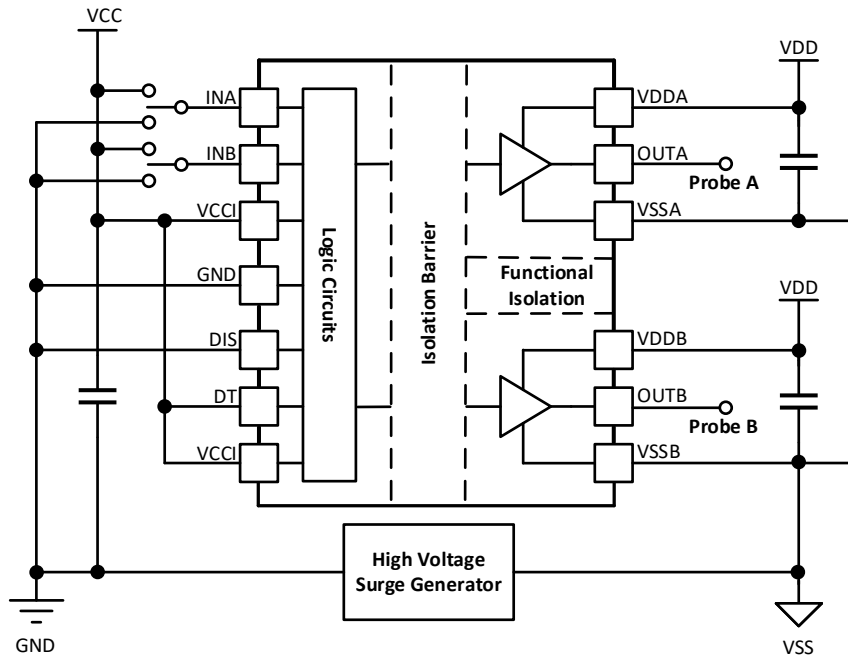 VCC
VDD
INA
VDDA
INB
OUTA
Probe A
VCCI
VSSA
Logic Circuits
Isolation Barrier
GND
Functional
Isolation
VDD
DIS
VDDB
DT
OUTB
Probe B
VCCI
VSSB
High Voltage
Surge Generator
GND
VSS